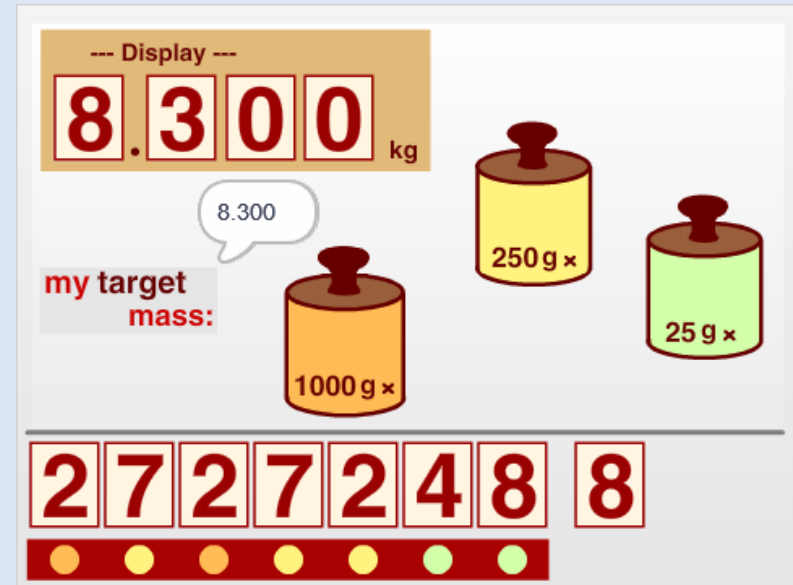 --- Display ---
8.300 kg
8.300
my target
mass:
250 g ×
25 g ×
1000 g ×
2 7 2 7 2 4 8 8